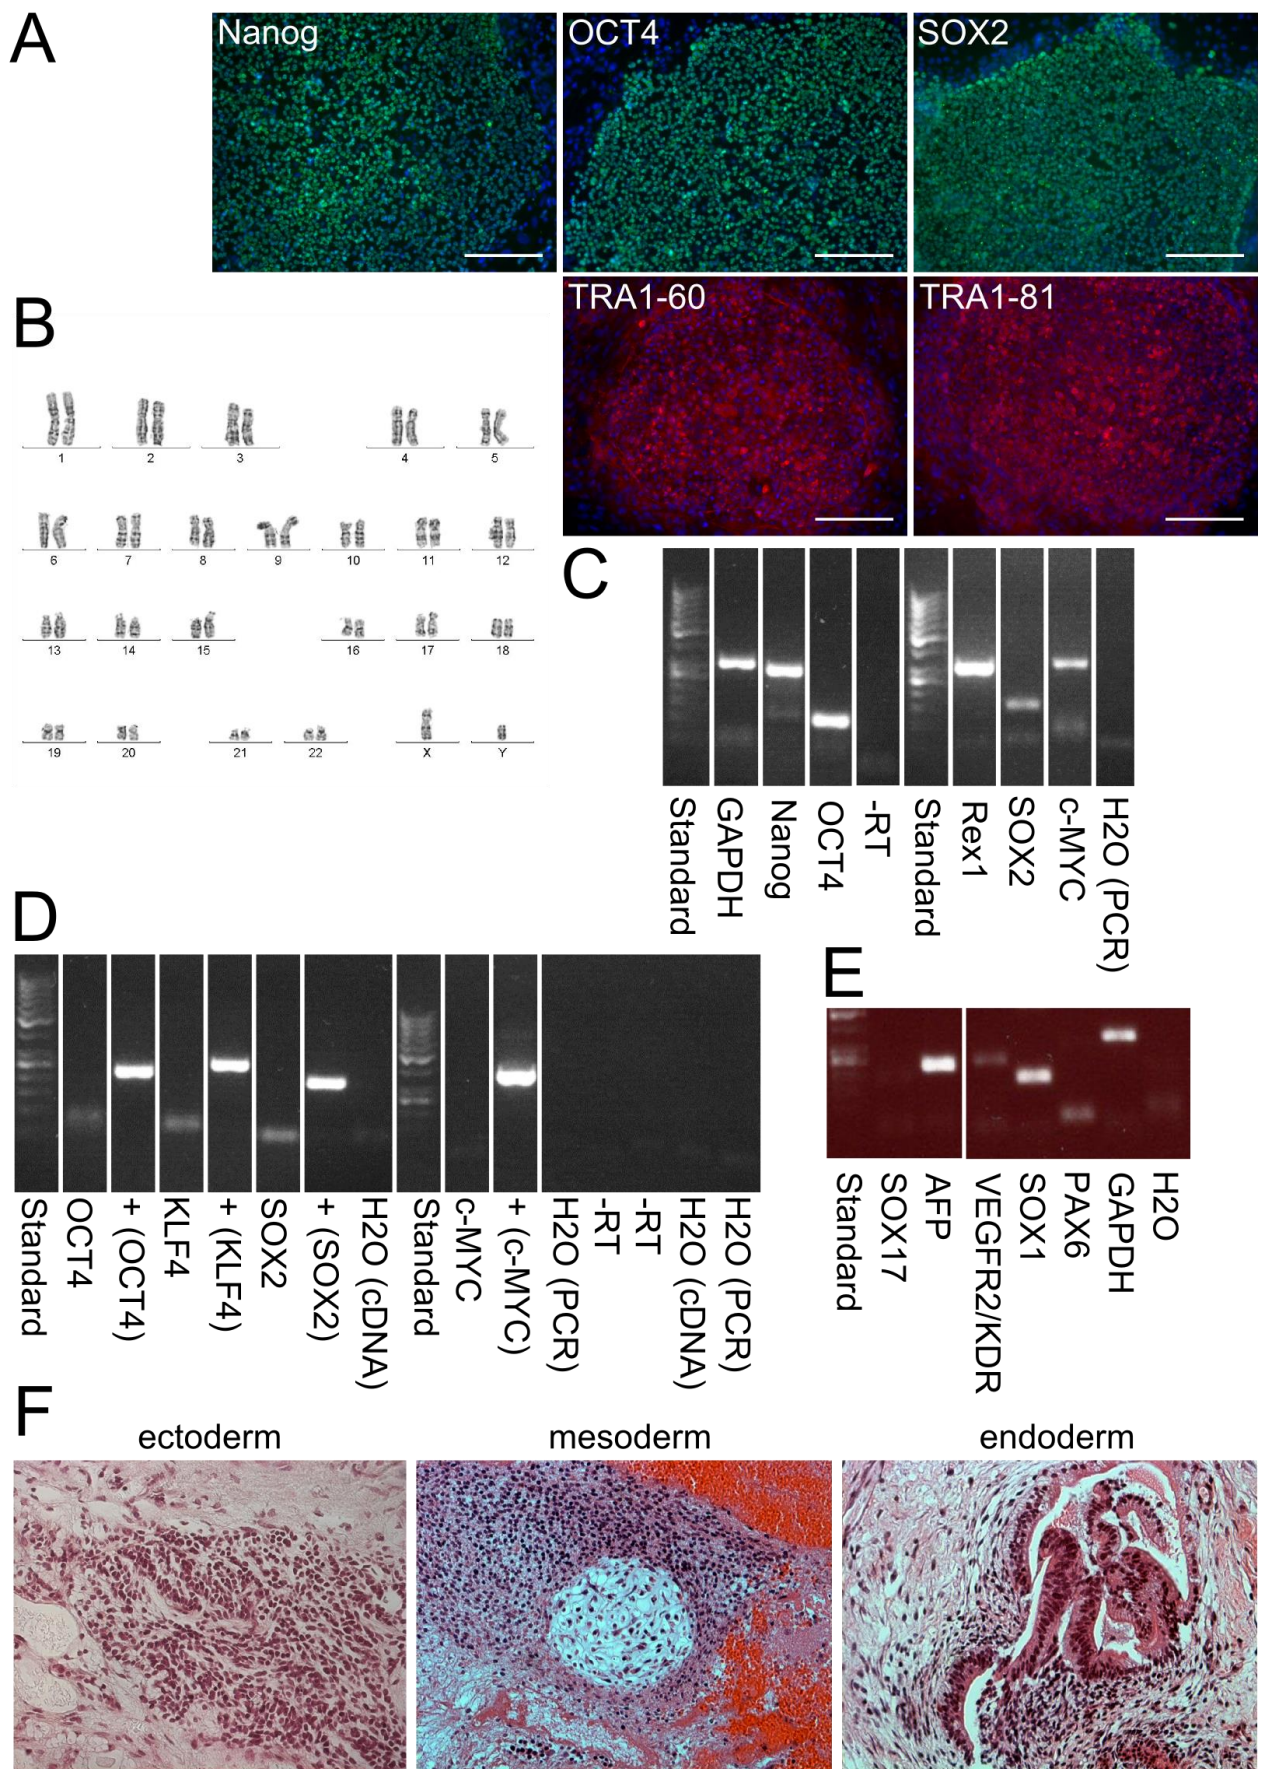 A
Nanog
OCT4
SOX2
TRA1-60
TRA1-81
B
1 2 3 4 5
6 7 8 9 10 11 12
13 14 15 16 17 18
19 20 21 22 X Y
C
Standard
GAPDH
Nanog
OCT4
-RT
Standard
Rex1
SOX2
c-MYC
H2O (PCR)
D
Standard
OCT4
+ (OCT4)
KLF4
+ (KLF4)
SOX2
+ (SOX2)
H2O (cDNA)
Standard
c-MYC
+ (c-MYC)
H2O (PCR)
-RT
-RT
H2O (cDNA)
H2O (PCR)
E
Standard
SOX17
AFP
VEGFR2/KDR
SOX1
PAX6
GAPDH
H2O
F
ectoderm
mesoderm
endoderm